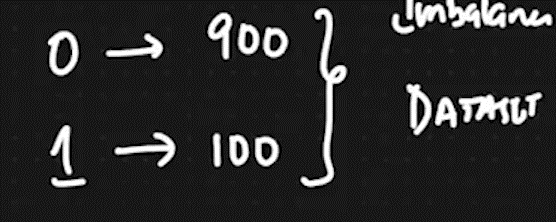 0 → 900
Imbalance
Dataset
1 → 100